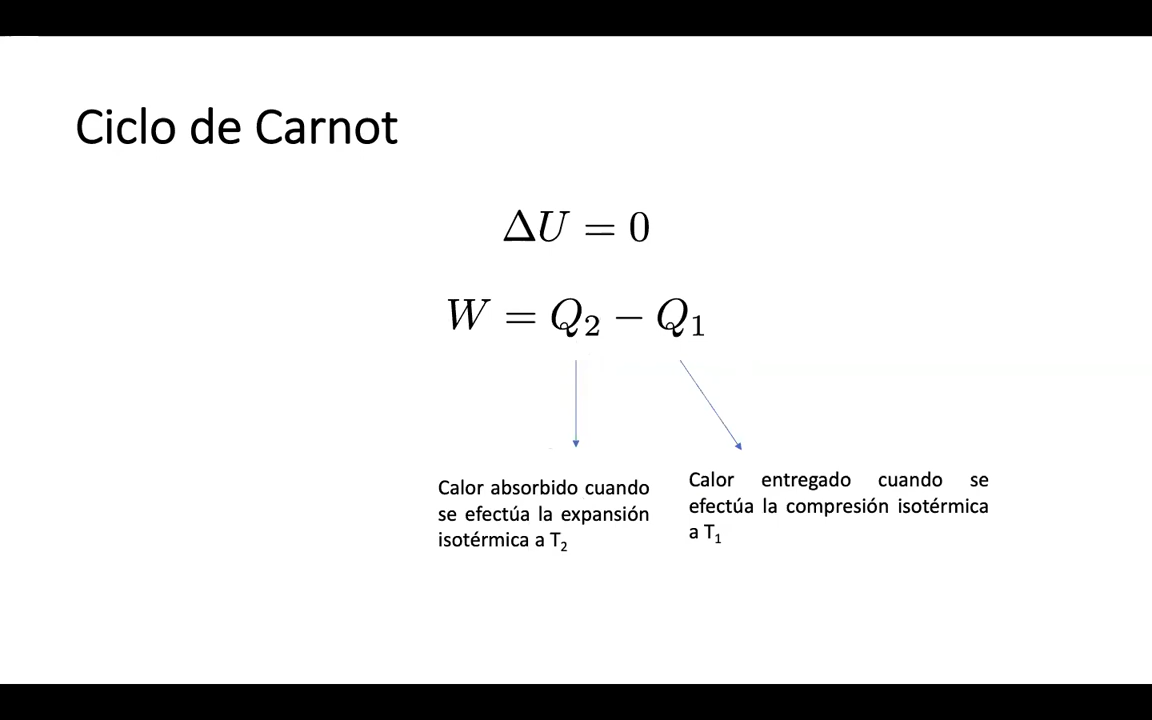 Ciclo de Carnot
ΔU = 0
W = Q₂ − Q₁
Calor absorbido cuando
se efectúa la expansión
isotérmica a T₂
Calor entregado cuando se
efectúa la compresión isotérmica
a T₁